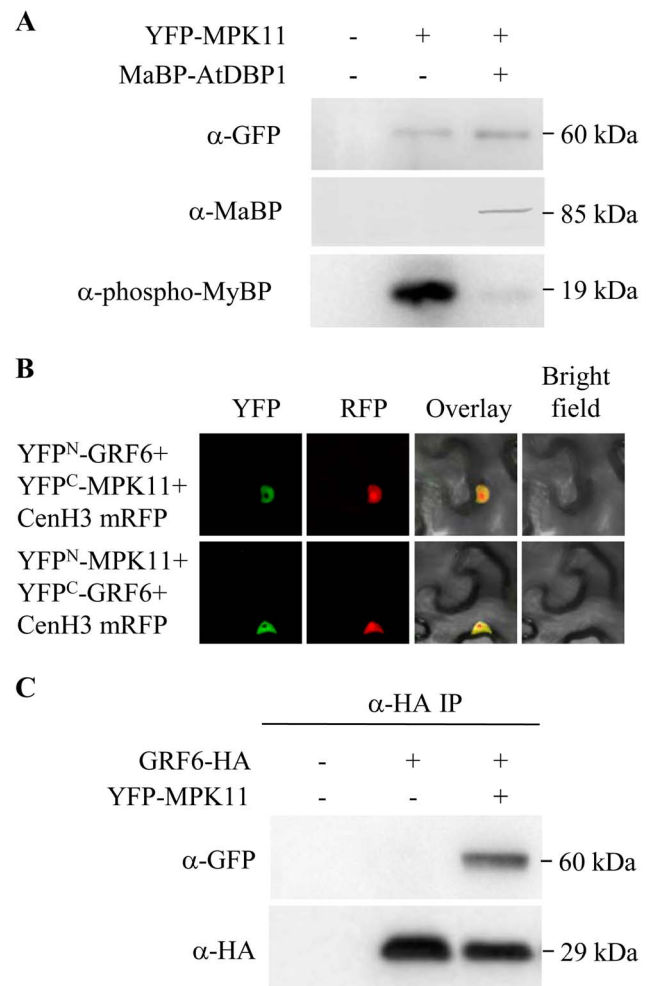 A
YFP-MPK11 - + +
MaBP-AtDBP1 - - +
α-GFP 60 kDa
α-MaBP 85 kDa
α-phospho-MyBP 19 kDa
B
YFP RFP Overlay Bright field
YFPᴺ-GRF6+
YFPᶜ-MPK11+
CenH3 mRFP
YFPᴺ-MPK11+
YFPᶜ-GRF6+
CenH3 mRFP
C
α-HA IP
GRF6-HA - + +
YFP-MPK11 - - +
α-GFP 60 kDa
α-HA 29 kDa